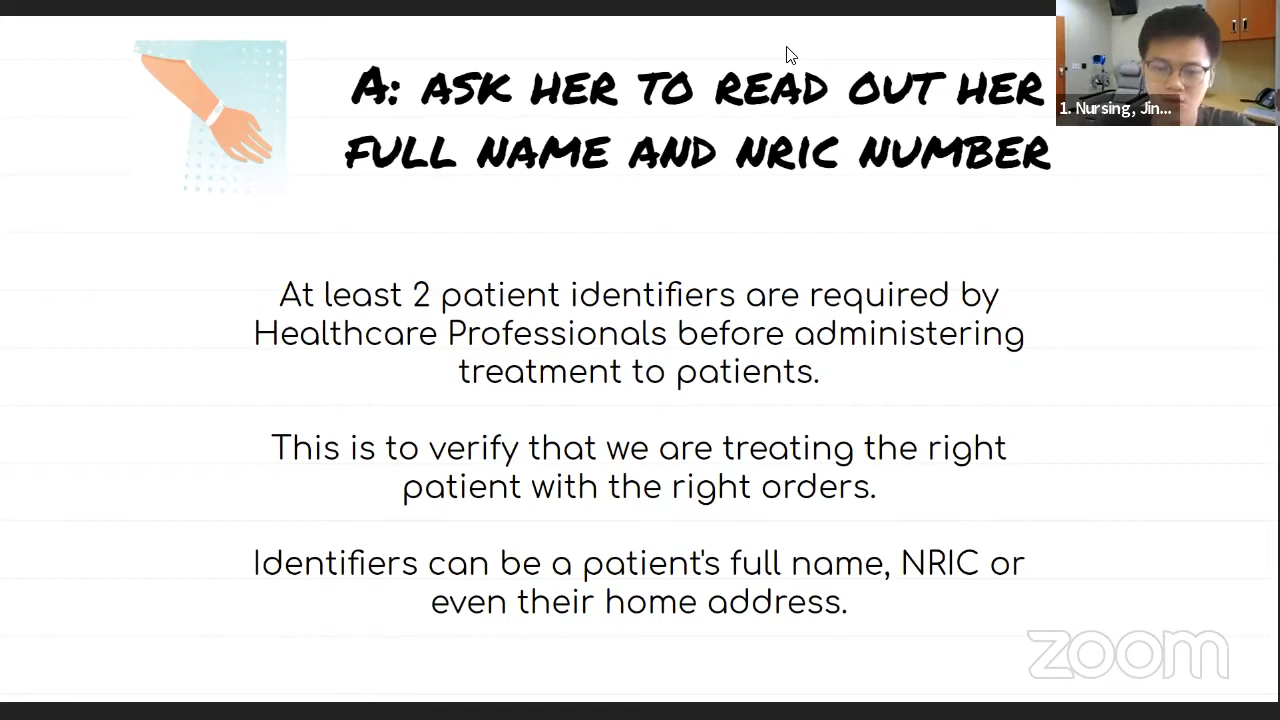 A: ASK HER TO READ OUT HER
FULL NAME AND NRIC NUMBER
1. Nursing, Jin...
At least 2 patient identifiers are required by
Healthcare Professionals before administering
treatment to patients.
This is to verify that we are treating the right
patient with the right orders.
Identifiers can be a patient's full name, NRIC or
even their home address.
zoom